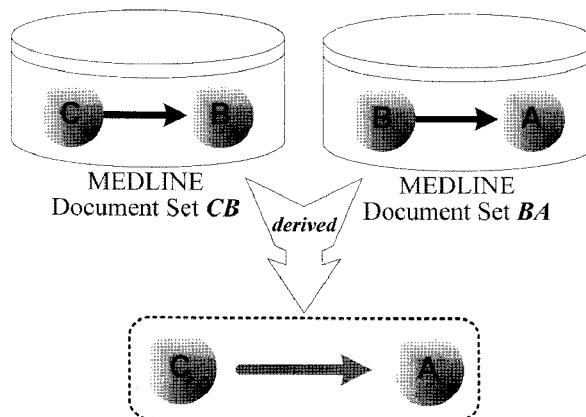 C B
B A
MEDLINE
Document Set CB
MEDLINE
Document Set BA
derived
C A